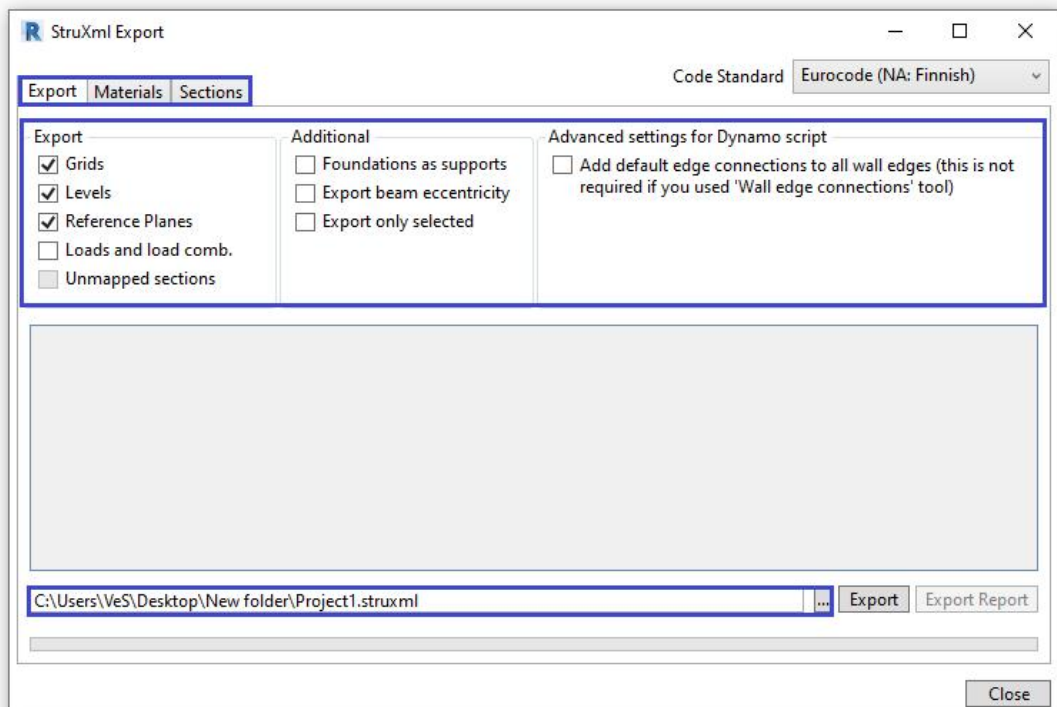 StruXml Export
Code Standard Eurocode (NA: Finnish)
Export Materials Sections
Export
Grids
Levels
Reference Planes
Loads and load comb.
Unmapped sections
Additional
Foundations as supports
Export beam eccentricity
Export only selected
Advanced settings for Dynamo script
Add default edge connections to all wall edges (this is not
required if you used 'Wall edge connections' tool)
C:\Users\VeS\Desktop\New folder\Project1.struxml ... Export Export Report
Close